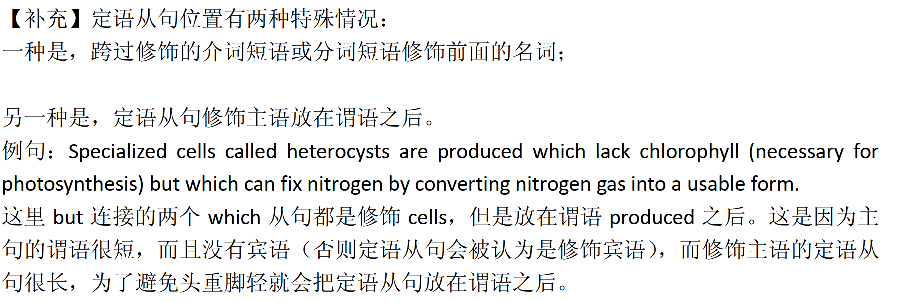 【补充】定语从句位置有两种特殊情况：
一种是，跨过修饰的介词短语或分词短语修饰前面的名词；
另一种是，定语从句修饰主语放在谓语之后。
例句：Specialized cells called heterocysts are produced which lack chlorophyll (necessary for
photosynthesis) but which can fix nitrogen by converting nitrogen gas into a usable form.
这里 but 连接的两个 which 从句都是修饰 cells，但是放在谓语 produced 之后。这是因为主
句的谓语很短，而且没有宾语（否则定语从句会被认为是修饰宾语），而修饰主语的定语从
句很长，为了避免头重脚轻就会把定语从句放在谓语之后。